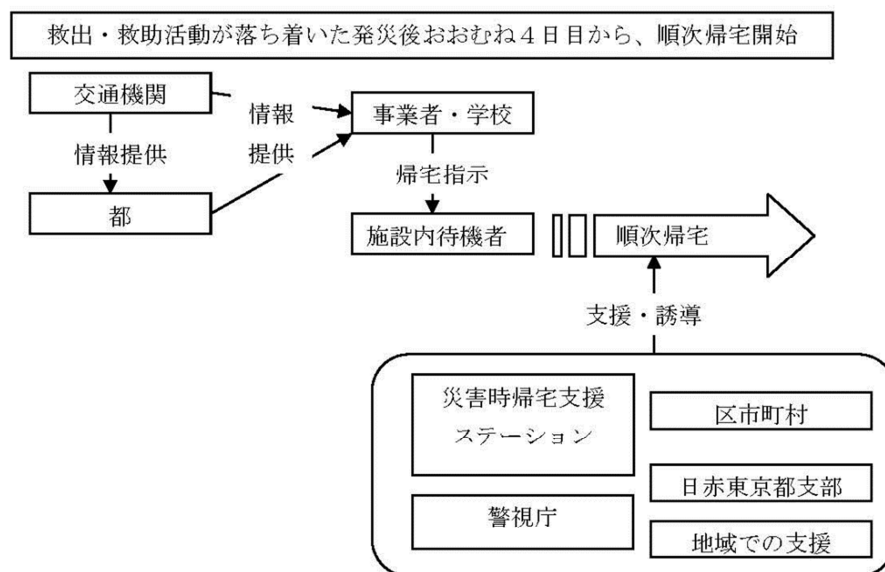 救出・救助活動が落ち着いた発災後おおむね４日目から、順次帰宅開始
交通機関
情報
提供
事業者・学校
情報提供
帰宅指示
都
施設内待機者
順次帰宅
支援・誘導
災害時帰宅支援
ステーション
区市町村
日赤東京都支部
警視庁
地域での支援